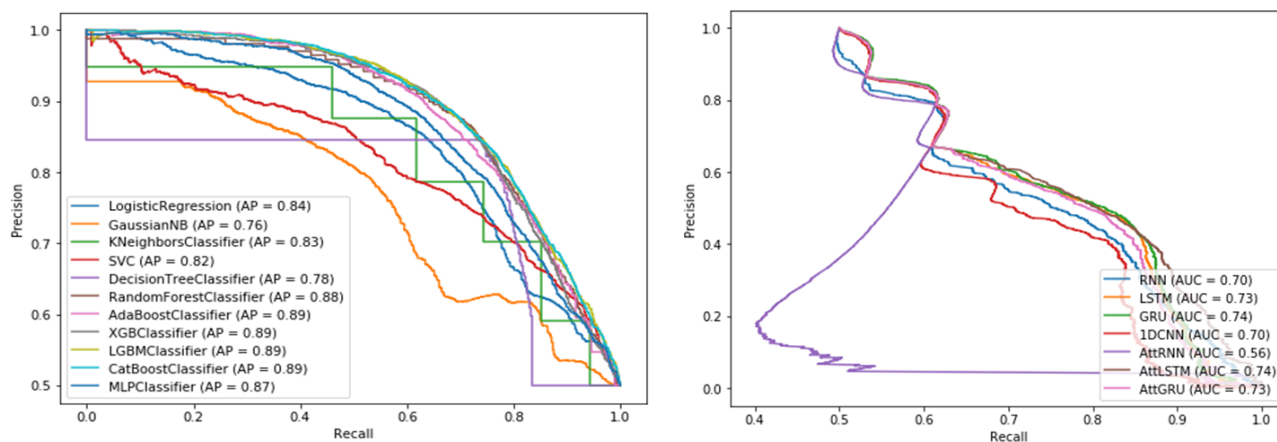 1.0
0.9
0.8
0.7
0.6
0.5
Precision
LogisticRegression (AP = 0.84)
GaussianNB (AP = 0.76)
KNeighborsClassifier (AP = 0.83)
SVC (AP = 0.82)
DecisionTreeClassifier (AP = 0.78)
RandomForestClassifier (AP = 0.88)
AdaBoostClassifier (AP = 0.89)
XGBClassifier (AP = 0.89)
LGBMClassifier (AP = 0.89)
CatBoostClassifier (AP = 0.89)
MLPClassifier (AP = 0.87)
0.0 0.2 0.4 0.6 0.8 1.0
Recall
1.0
0.8
0.6
0.4
0.2
0.0
Precision
RNN (AUC = 0.70)
LSTM (AUC = 0.73)
GRU (AUC = 0.74)
1DCNN (AUC = 0.70)
AttRNN (AUC = 0.56)
AttLSTM (AUC = 0.74)
AttGRU (AUC = 0.73)
0.4 0.5 0.6 0.7 0.8 0.9 1.0
Recall